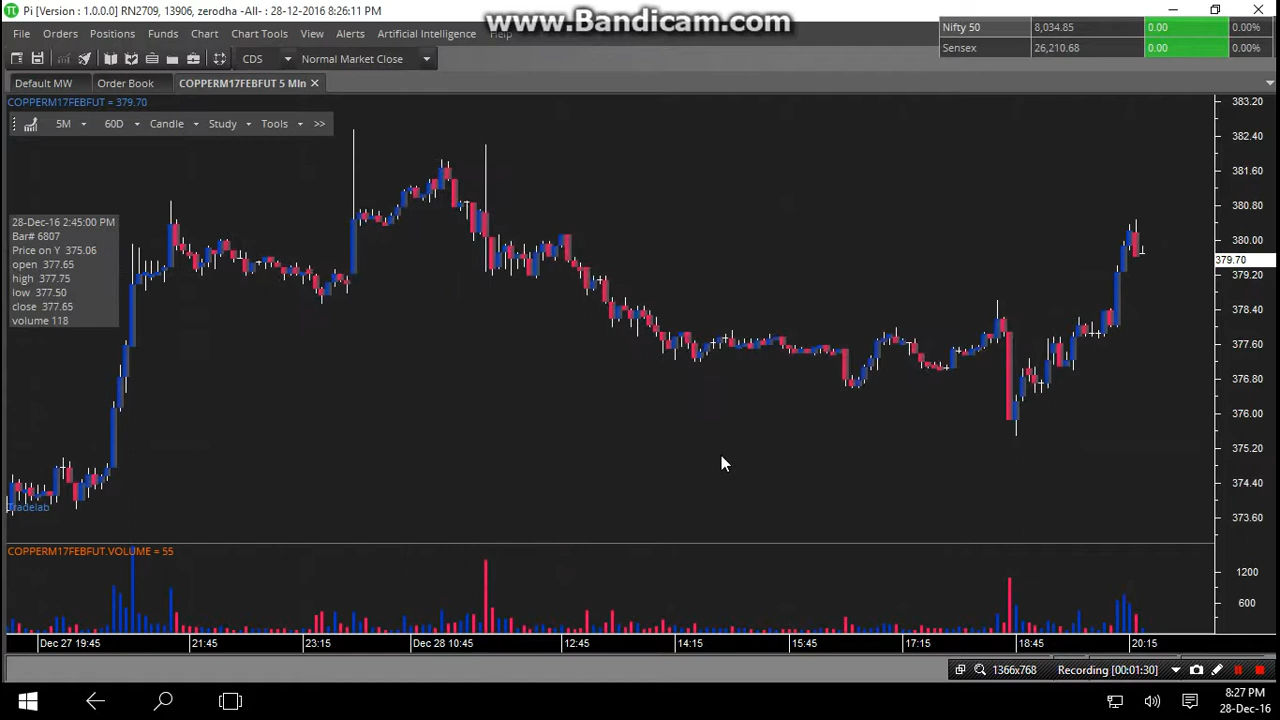 Pi [Version : 1.0.0.0] RN2709, 13906, zerodha -All- : 28-12-2016 8:26:11 PM
www.Bandicam.com
File Orders Positions Funds Chart Chart Tools View Alerts Artificial Intelligence Help
Nifty 50 8,034.85 0.00 0.00%
Sensex 26,210.68 0.00 0.00%
CDS Normal Market Close
Default MW Order Book COPPERM17FEBFUT 5 MIn
COPPERM17FEBFUT = 379.70
5M 60D Candle Study Tools >>
28-Dec-16 2:45:00 PM
Bar# 6807
Price on Y 375.06
open 377.65
high 377.75
low 377.50
close 377.65
volume 118
383.20
382.40
381.60
380.80
380.00
379.70
379.20
378.40
377.60
376.80
376.00
375.20
374.40
373.60
Tradelab
COPPERM17FEBFUT.VOLUME = 55
1200
600
Dec 27 19:45 21:45 23:15 Dec 28 10:45 12:45 14:15 15:45 17:15 18:45 20:15
1366x768 Recording [00:01:30]
8:27 PM
28-Dec-16